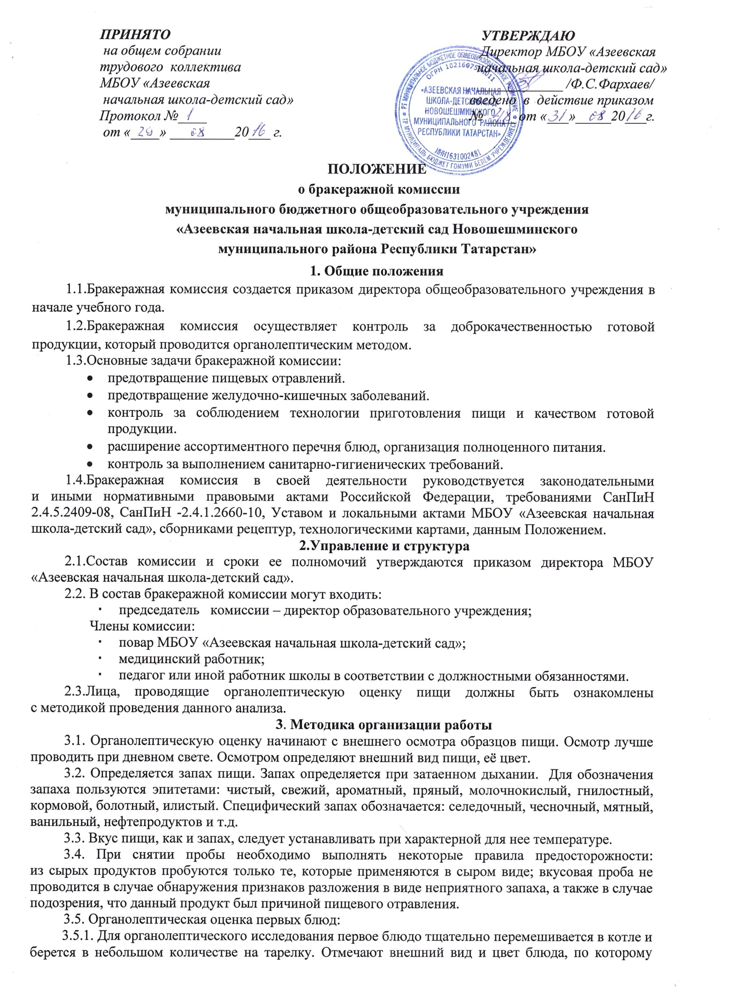 ПРИНЯТО
на общем собрании
трудового коллектива
МБОУ «Азеевская
начальная школа-детский сад»
Протокол № 1
от «29» 08 2016 г.
УТВЕРЖДАЮ
Директор МБОУ «Азеевская
начальная школа-детский сад»
/Ф.С.Фархаев/
введено в действие приказом
№ от «31» 08 2016 г.
«АЗЕЕВСКАЯ НАЧАЛЬНАЯ
ШКОЛА-ДЕТСКИЙ САД
НОВОШЕШМИНСКОГО
МУНИЦИПАЛЬНОГО РАЙОНА
РЕСПУБЛИКИ ТАТАРСТАН»
ИНН1631002481
ПОЛОЖЕНИЕ
о бракеражной комиссии
муниципального бюджетного общеобразовательного учреждения
«Азеевская начальная школа-детский сад Новошешминского
муниципального района Республики Татарстан»
1. Общие положения
1.1.Бракеражная комиссия создается приказом директора общеобразовательного учреждения в
начале учебного года.
1.2.Бракеражная комиссия осуществляет контроль за доброкачественностью готовой
продукции, который проводится органолептическим методом.
1.3.Основные задачи бракеражной комиссии:
• предотвращение пищевых отравлений.
• предотвращение желудочно-кишечных заболеваний.
• контроль за соблюдением технологии приготовления пищи и качеством готовой
продукции.
• расширение ассортиментного перечня блюд, организация полноценного питания.
• контроль за выполнением санитарно-гигиенических требований.
1.4.Бракеражная комиссия в своей деятельности руководствуется законодательными
и иными нормативными правовыми актами Российской Федерации, требованиями СанПиН
2.4.5.2409-08, СанПиН -2.4.1.2660-10, Уставом и локальными актами МБОУ «Азеевская начальная
школа-детский сад», сборниками рецептур, технологическими картами, данным Положением.
2.Управление и структура
2.1.Состав комиссии и сроки ее полномочий утверждаются приказом директора МБОУ
«Азеевская начальная школа-детский сад».
2.2. В состав бракеражной комиссии могут входить:
▪ председатель комиссии – директор образовательного учреждения;
Члены комиссии:
▪ повар МБОУ «Азеевская начальная школа-детский сад»;
▪ медицинский работник;
▪ педагог или иной работник школы в соответствии с должностными обязанностями.
2.3.Лица, проводящие органолептическую оценку пищи должны быть ознакомлены
с методикой проведения данного анализа.
3. Методика организации работы
3.1. Органолептическую оценку начинают с внешнего осмотра образцов пищи. Осмотр лучше
проводить при дневном свете. Осмотром определяют внешний вид пищи, её цвет.
3.2. Определяется запах пищи. Запах определяется при затаенном дыхании. Для обозначения
запаха пользуются эпитетами: чистый, свежий, ароматный, пряный, молочнокислый, гнилостный,
кормовой, болотный, илистый. Специфический запах обозначается: селедочный, чесночный, мятный,
ванильный, нефтепродуктов и т.д.
3.3. Вкус пищи, как и запах, следует устанавливать при характерной для нее температуре.
3.4. При снятии пробы необходимо выполнять некоторые правила предосторожности:
из сырых продуктов пробуются только те, которые применяются в сыром виде; вкусовая проба не
проводится в случае обнаружения признаков разложения в виде неприятного запаха, а также в случае
подозрения, что данный продукт был причиной пищевого отравления.
3.5. Органолептическая оценка первых блюд:
3.5.1. Для органолептического исследования первое блюдо тщательно перемешивается в котле и
берется в небольшом количестве на тарелку. Отмечают внешний вид и цвет блюда, по которому